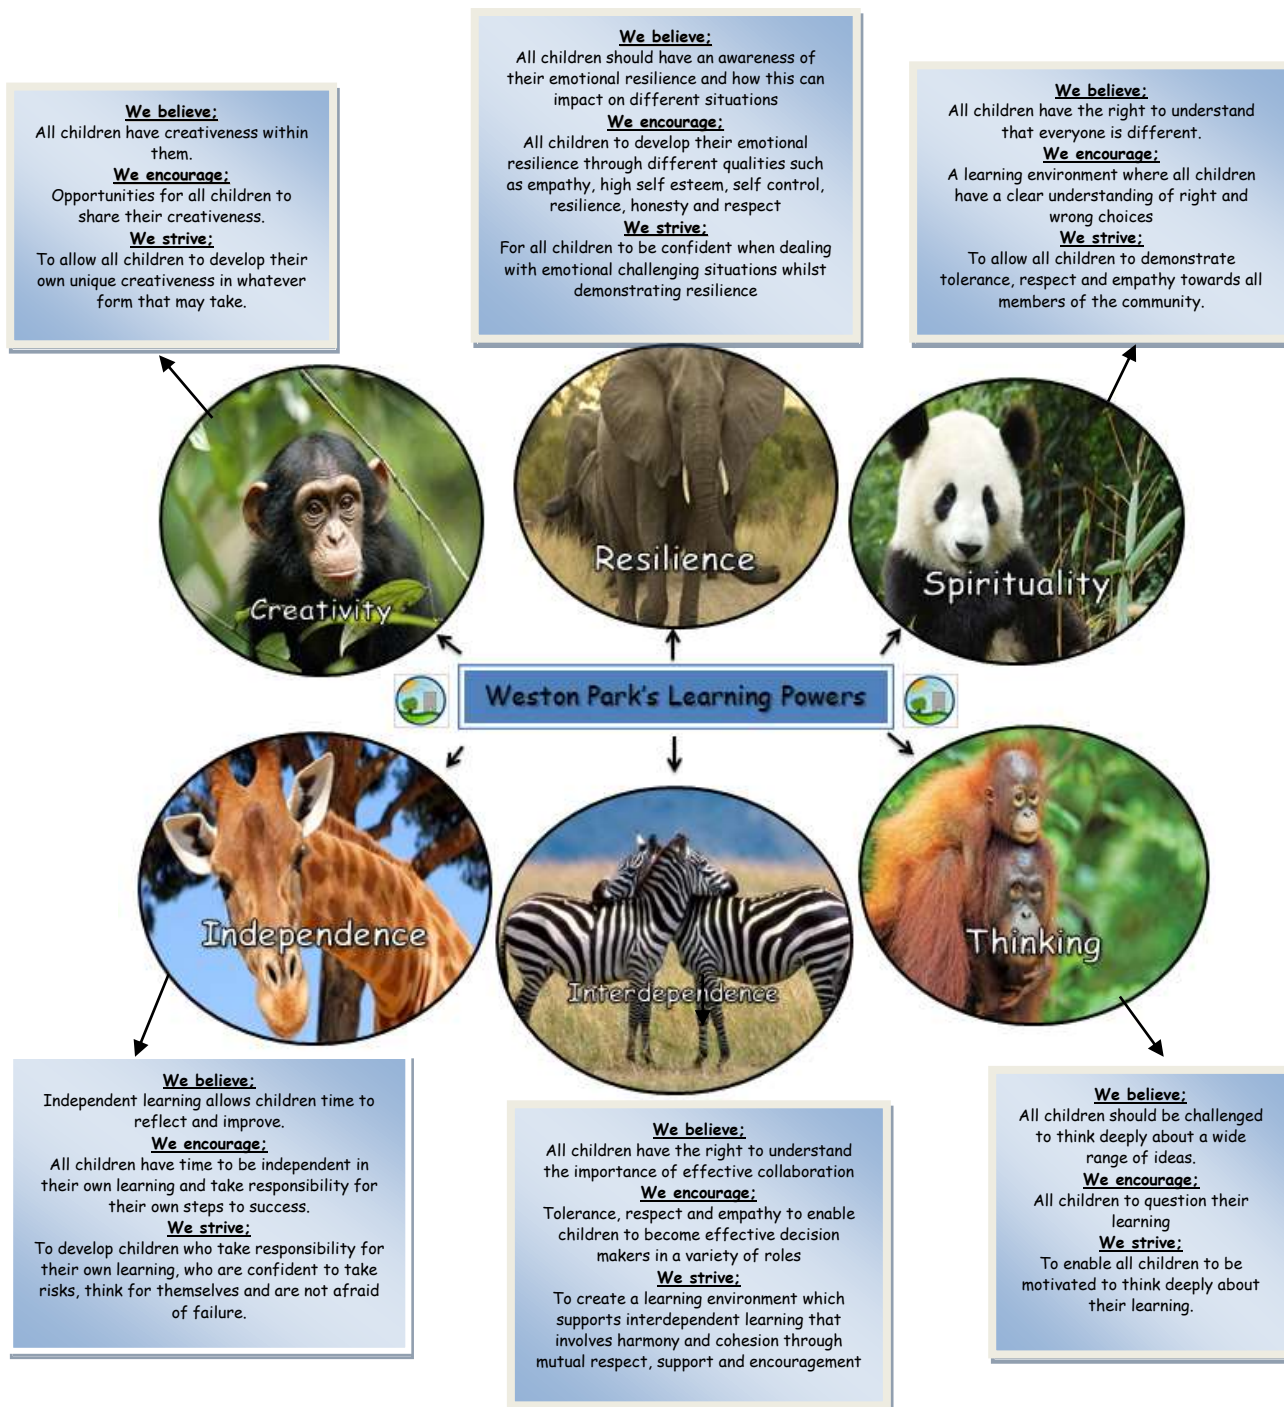 We believe;
All children have creativeness within
them.
We encourage;
Opportunities for all children to
share their creativeness.
We strive;
To allow all children to develop their
own unique creativeness in whatever
form that may take.
We believe;
All children should have an awareness of
their emotional resilience and how this can
impact on different situations
We encourage;
All children to develop their emotional
resilience through different qualities such
as empathy, high self esteem, self control,
resilience, honesty and respect
We strive;
For all children to be confident when dealing
with emotional challenging situations whilst
demonstrating resilience
We believe;
All children have the right to understand
that everyone is different.
We encourage;
A learning environment where all children
have a clear understanding of right and
wrong choices
We strive;
To allow all children to demonstrate
tolerance, respect and empathy towards all
members of the community.
Creativity
Resilience
Spirituality
Weston Park's Learning Powers
Independence
Interdependence
Thinking
We believe;
Independent learning allows children time to
reflect and improve.
We encourage;
All children have time to be independent in
their own learning and take responsibility for
their own steps to success.
We strive;
To develop children who take responsibility for
their own learning, who are confident to take
risks, think for themselves and are not afraid
of failure.
We believe;
All children have the right to understand
the importance of effective collaboration
We encourage;
Tolerance, respect and empathy to enable
children to become effective decision
makers in a variety of roles
We strive;
To create a learning environment which
supports interdependent learning that
involves harmony and cohesion through
mutual respect, support and encouragement
We believe;
All children should be challenged
to think deeply about a wide
range of ideas.
We encourage;
All children to question their
learning
We strive;
To enable all children to be
motivated to think deeply about
their learning.